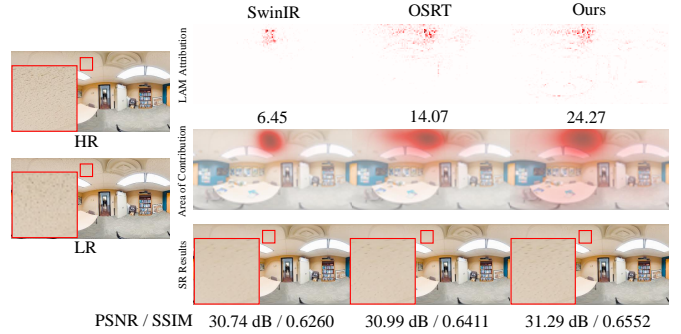 SwinIR OSRT Ours
LAM Attribution
HR
6.45 14.07 24.27
Area of Contribution
LR
SR Results
PSNR / SSIM 30.74 dB / 0.6260 30.99 dB / 0.6411 31.29 dB / 0.6552